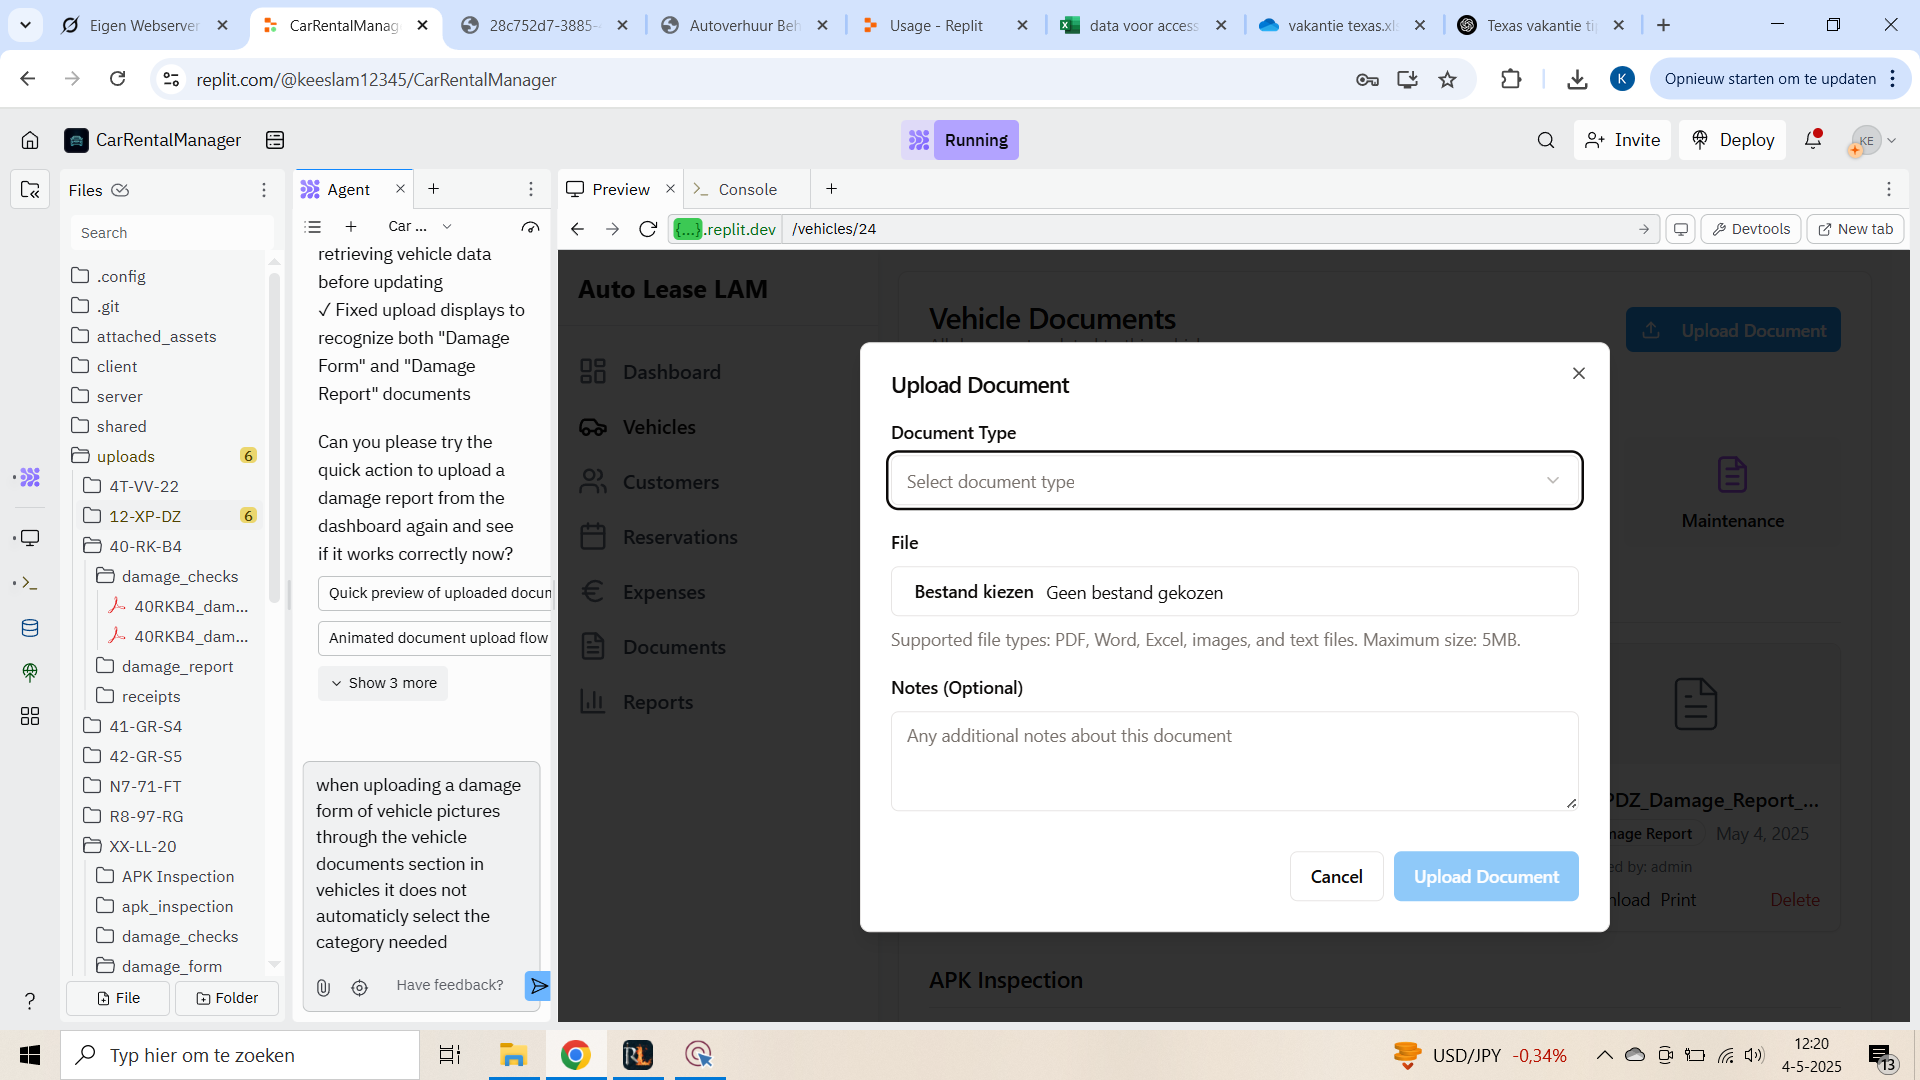 Eigen Webserver
CarRentalManage
28c752d7-3885-4
Autoverhuur Beh
Usage - Replit
data voor access
vakantie texas.xls
Texas vakantie ti
replit.com/@keeslam12345/CarRentalManager
K
Opnieuw starten om te updaten
CarRentalManager
Running
Invite
Deploy
KE
Files
Agent
Preview
Console
Search
Car ...
{...}.replit.dev
/vehicles/24
Devtools
New tab
.config
.git
attached_assets
client
server
shared
uploads
6
4T-VV-22
12-XP-DZ
6
40-RK-B4
damage_checks
40RKB4_dam...
40RKB4_dam...
damage_report
receipts
41-GR-S4
42-GR-S5
N7-71-FT
R8-97-RG
XX-LL-20
APK Inspection
apk_inspection
damage_checks
damage_form
File
Folder
retrieving vehicle data
before updating
✓ Fixed upload displays to
recognize both "Damage
Form" and "Damage
Report" documents
Can you please try the
quick action to upload a
damage report from the
dashboard again and see
if it works correctly now?
Quick preview of uploaded docum
Animated document upload flow
Show 3 more
when uploading a damage
form of vehicle pictures
through the vehicle
documents section in
vehicles it does not
automaticly select the
category needed
Have feedback?
Auto Lease LAM
Dashboard
Vehicles
Customers
Reservations
Expenses
Documents
Reports
Vehicle Documents
Upload Document
Maintenance
PDZ_Damage_Report_...
mage Report
May 4, 2025
ed by: admin
nload
Print
Delete
APK Inspection
Upload Document
Document Type
Select document type
File
Bestand kiezen Geen bestand gekozen
Supported file types: PDF, Word, Excel, images, and text files. Maximum size: 5MB.
Notes (Optional)
Any additional notes about this document
Cancel
Upload Document
Typ hier om te zoeken
USD/JPY -0,34%
12:20
4-5-2025
13